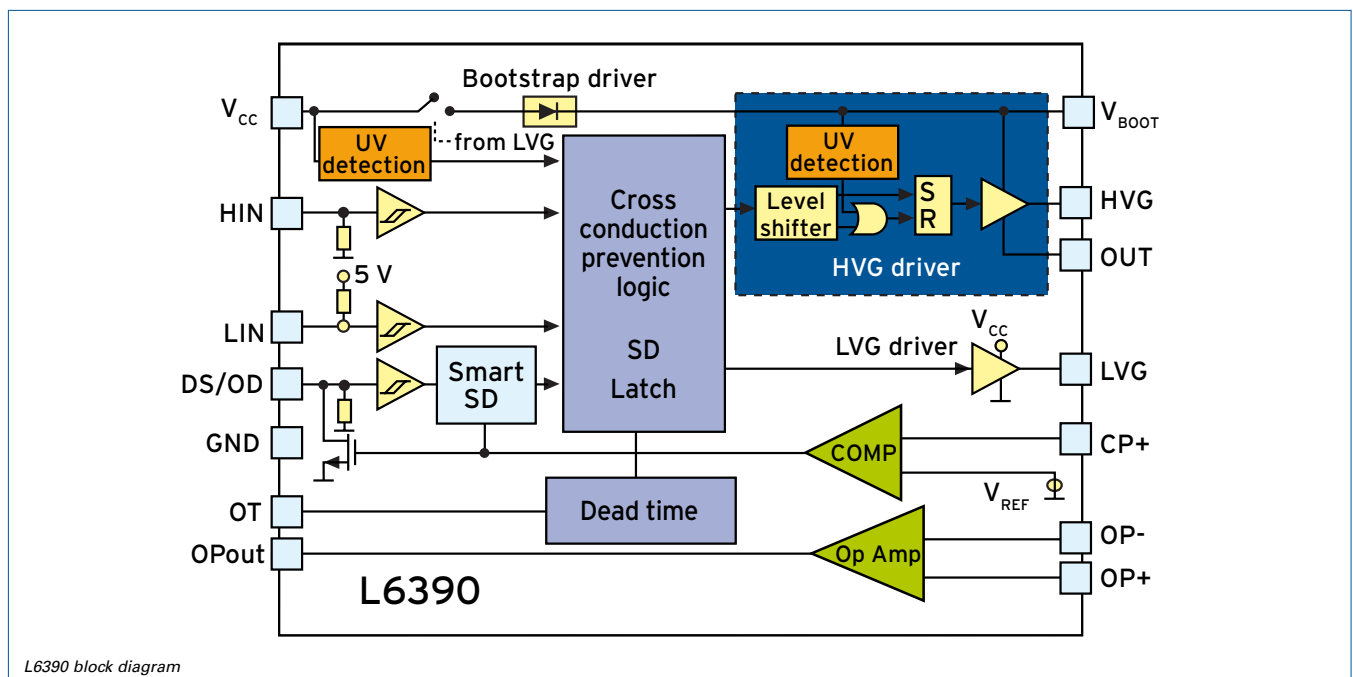 Bootstrap driver
VCC
VBOOT
from LVG
UV
detection
UV
detection
HIN
Level
shifter
S
R
HVG
Cross
conduction
prevention
logic
OUT
HVG driver
5 V
LIN
VCC
SD
Latch
LVG driver
LVG
DS/OD
Smart
SD
GND
COMP
CP+
VREF
OT
Dead time
OPout
Op Amp
OP-
OP+
L6390
L6390 block diagram